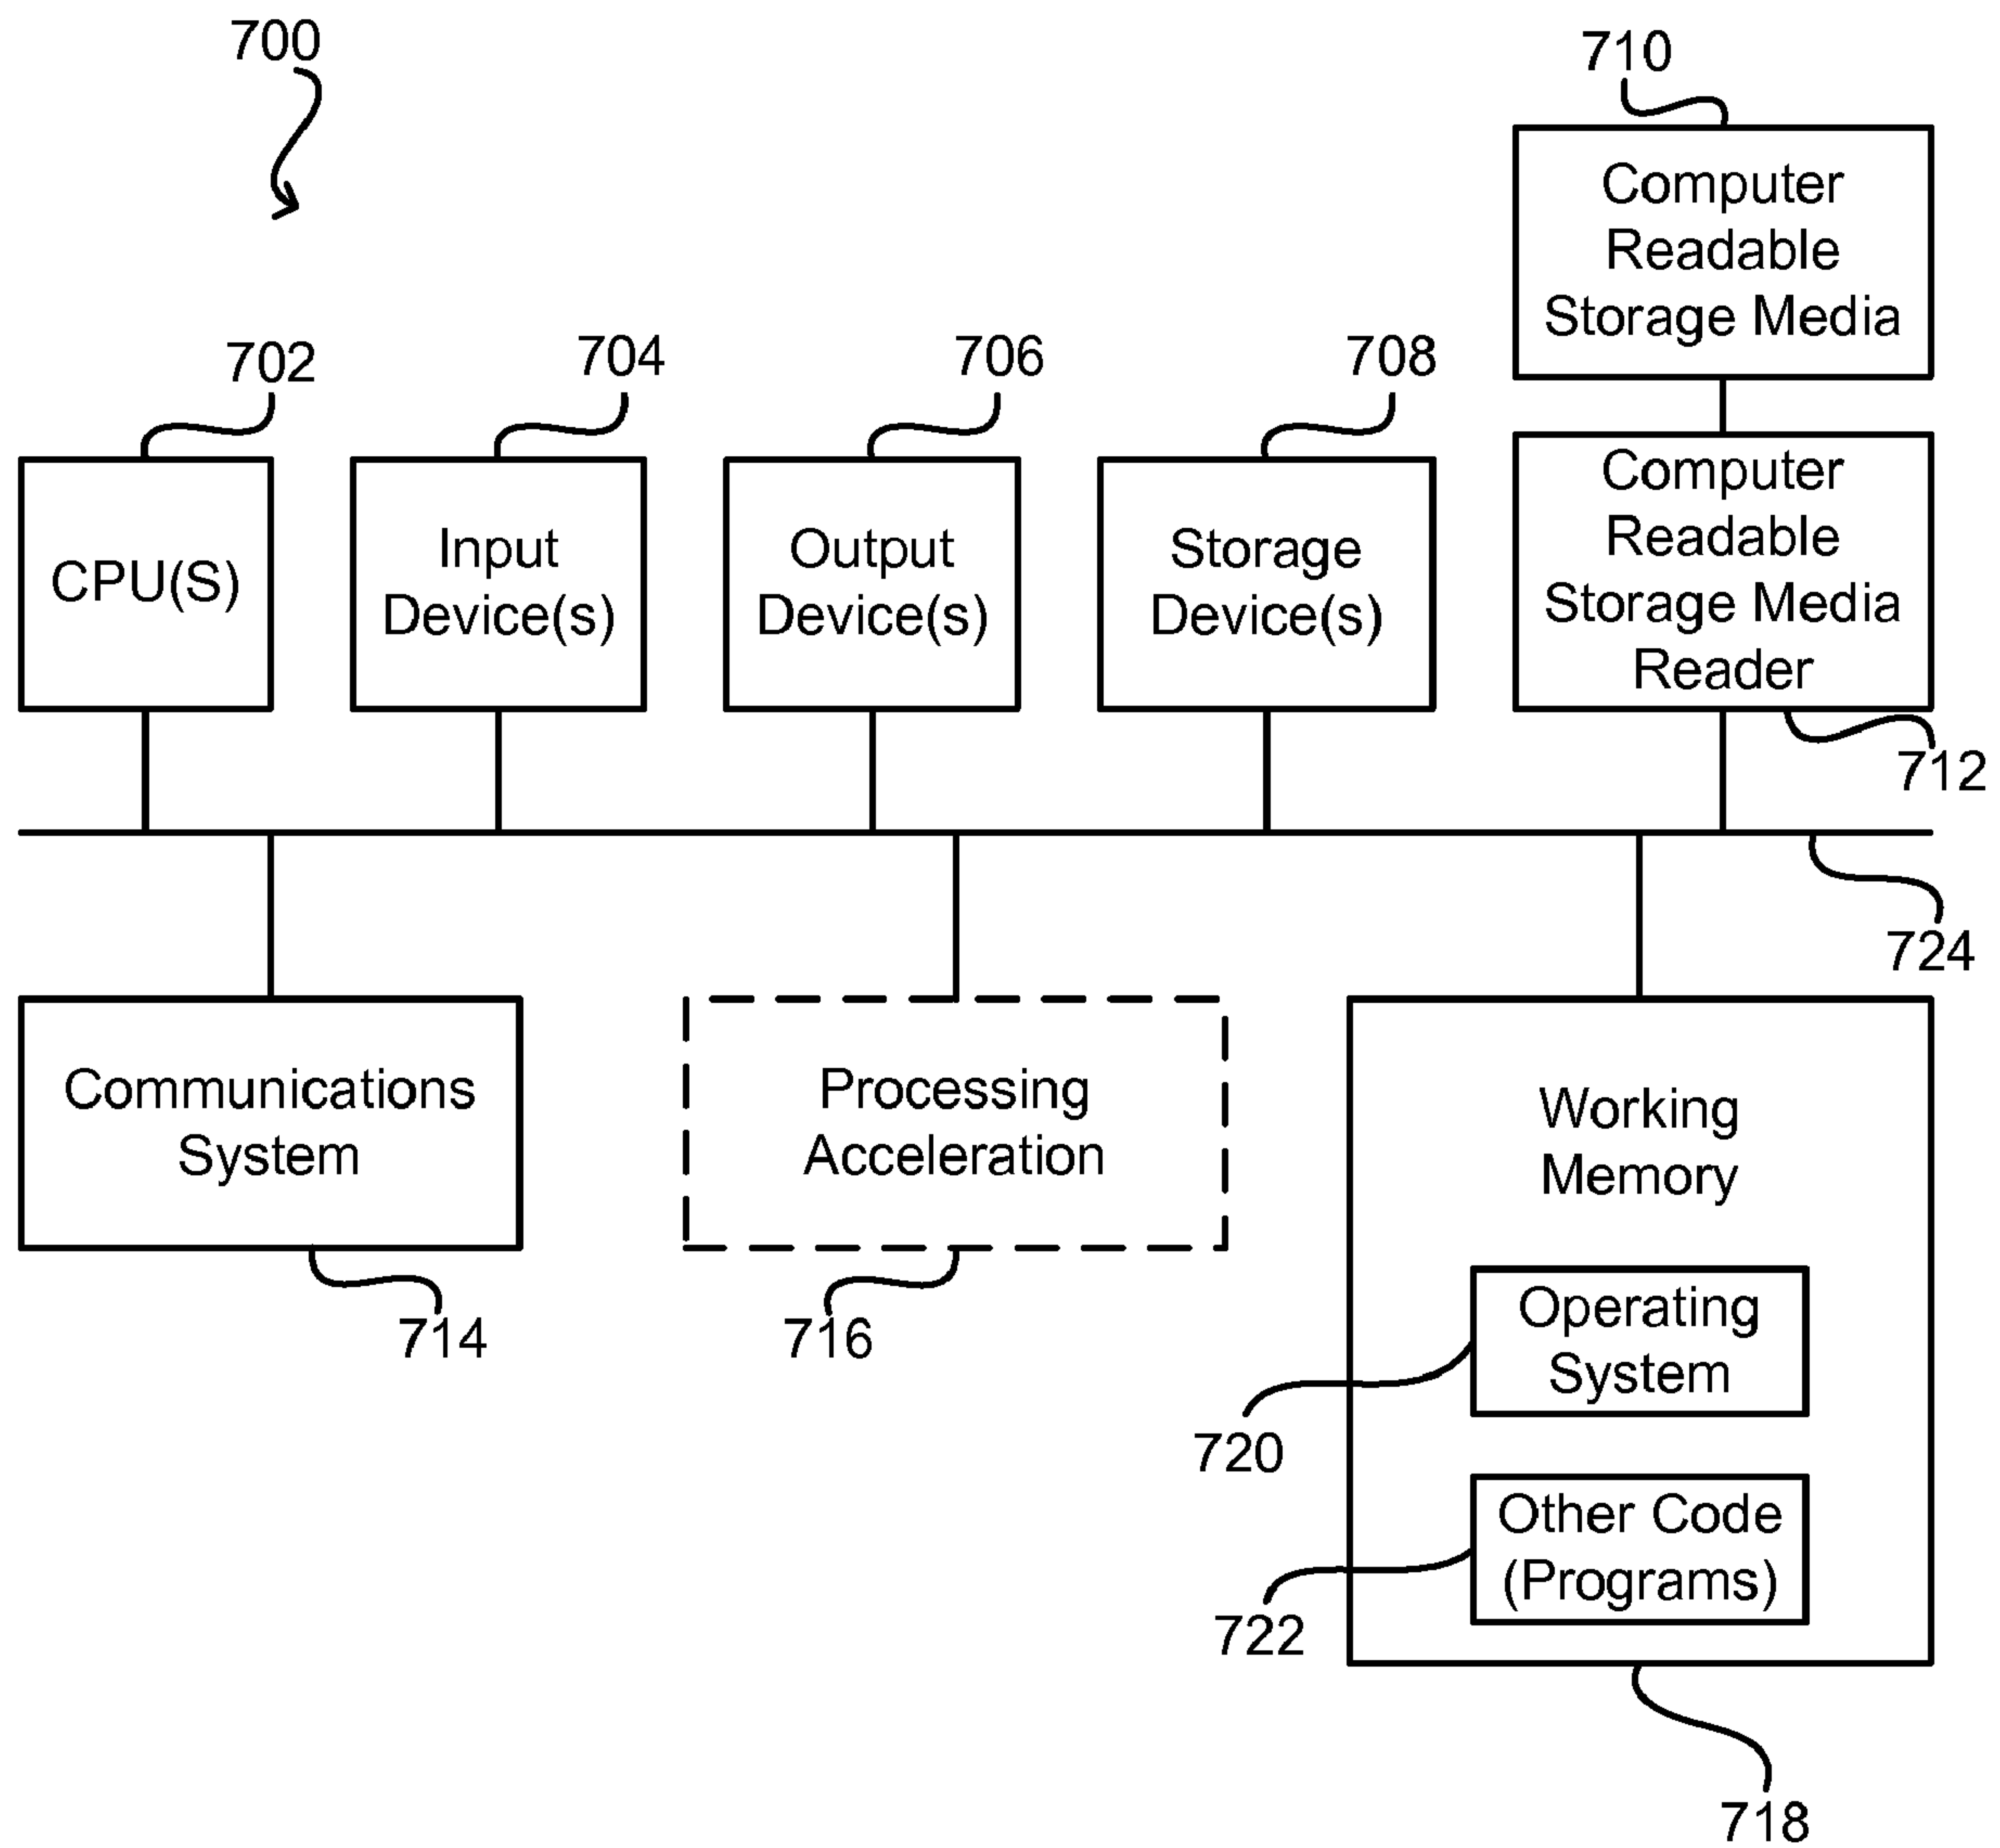 700
710
Computer
Readable
Storage Media
702
704
706
708
CPU(S)
Input
Device(s)
Output
Device(s)
Storage
Device(s)
Computer
Readable
Storage Media
Reader
712
724
Communications
System
714
Processing
Acceleration
716
Working
Memory
Operating
System
720
Other Code
(Programs)
722
718